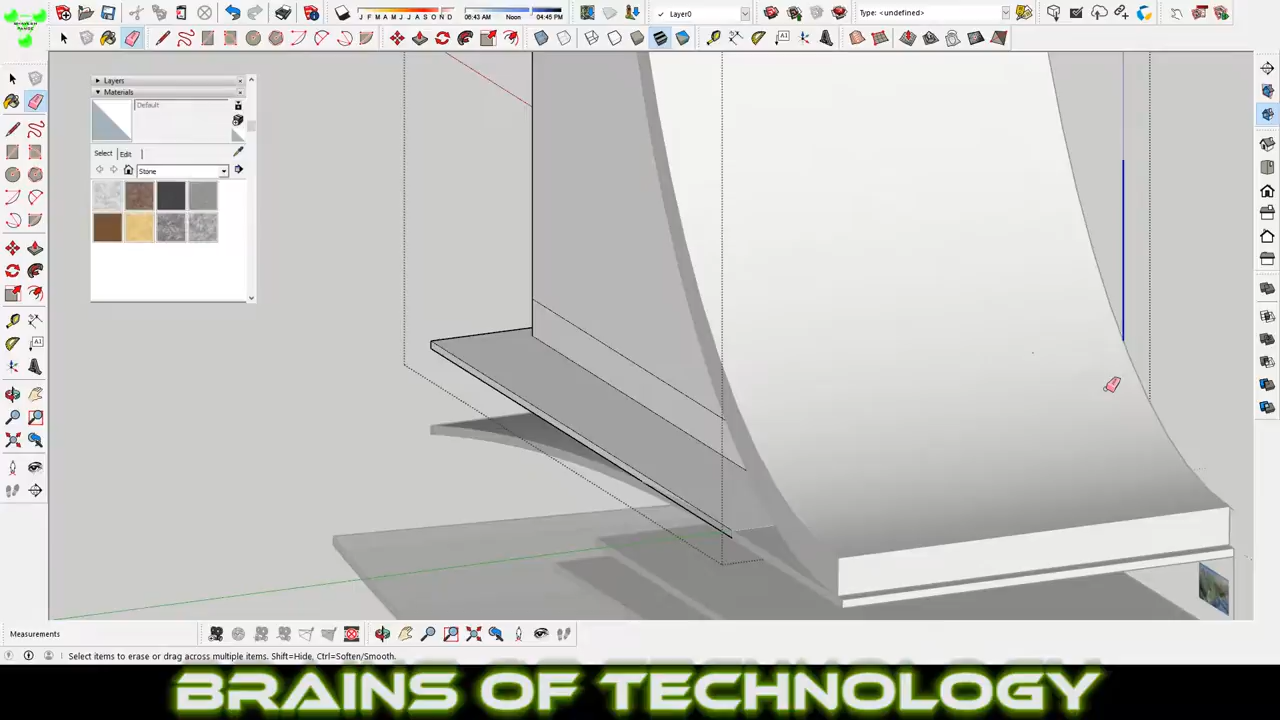 J F M A M J J A S O N D
06:43 AM Noon 04:45 PM
Layer0
Type: <undefined>
Layers
Materials
Default
Select Edit
Stone
A1
Measurements
Select items to erase or drag across multiple items. Shift=Hide, Ctrl=Soften/Smooth.
BRAINS OF TECHNOLOGY